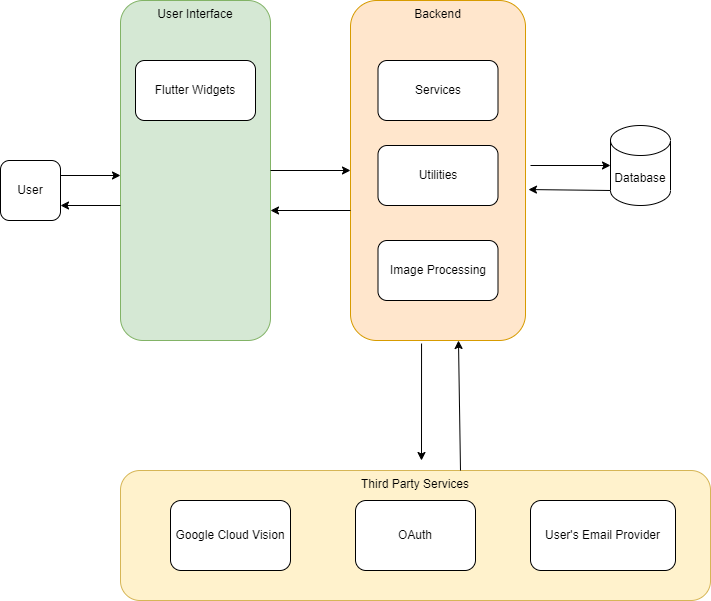 User Interface
Backend
Flutter Widgets
Services
Utilities
User
Database
Image Processing
Third Party Services
Google Cloud Vision
OAuth
User's Email Provider